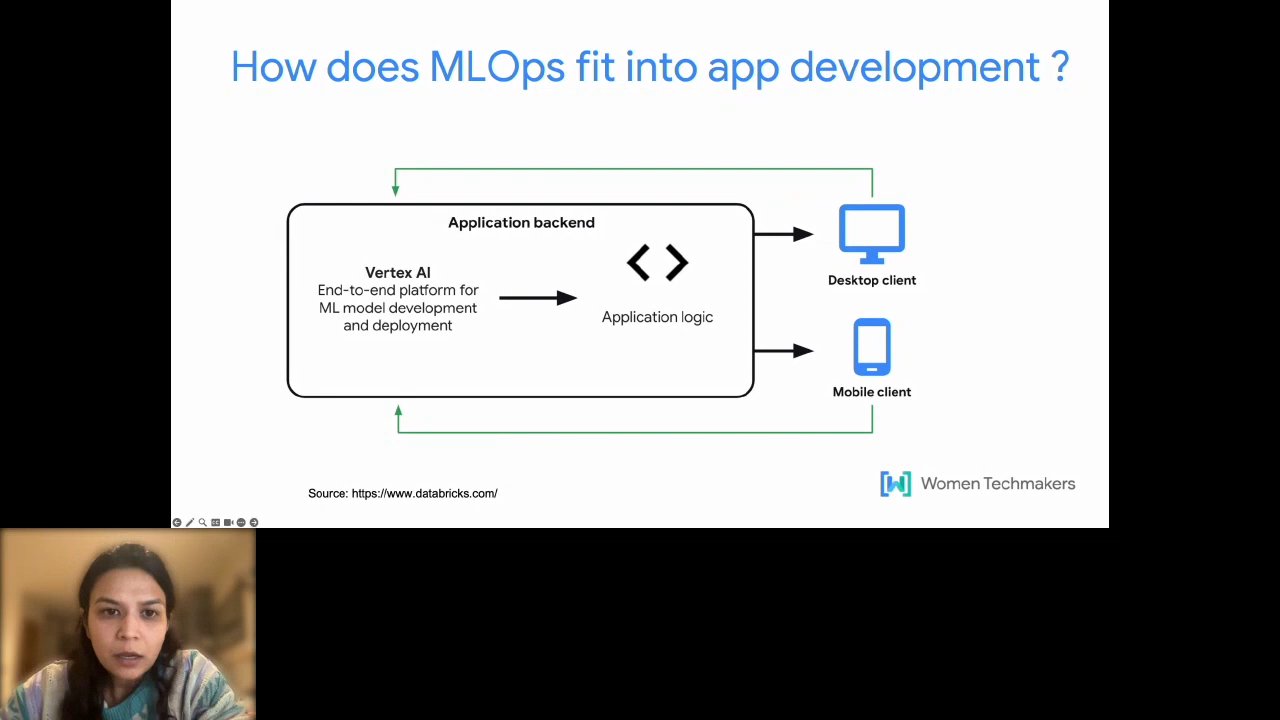 How does MLOps fit into app development ?
Application backend
Vertex AI
End-to-end platform for
ML model development
and deployment
Application logic
Desktop client
Mobile client
Source: https://www.databricks.com/
Women Techmakers